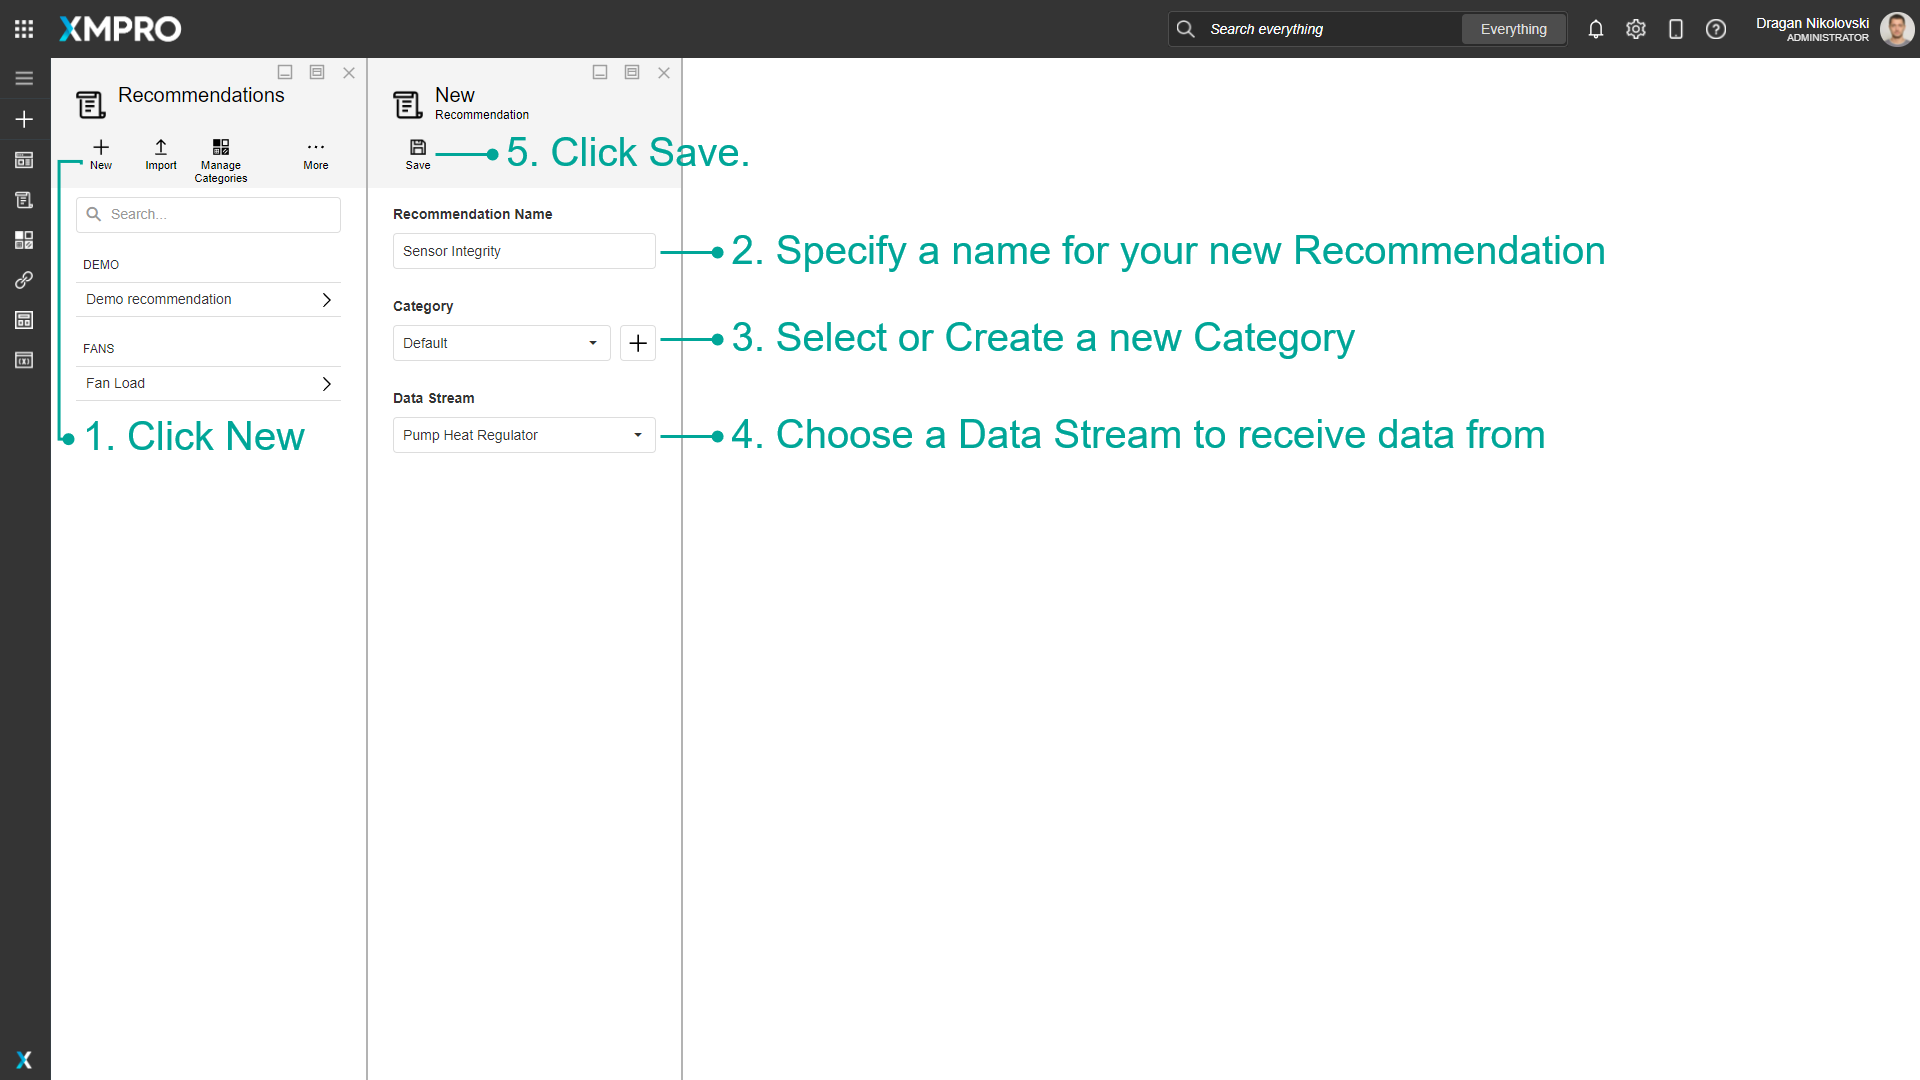 XMPRO
Search everything
Everything
Dragan Nikolovski
ADMINISTRATOR
Recommendations
New
Import
Manage
Categories
More
Search...
DEMO
Demo recommendation
FANS
Fan Load
1. Click New
New
Recommendation
Save
5. Click Save.
Recommendation Name
Sensor Integrity
2. Specify a name for your new Recommendation
Category
Default
3. Select or Create a new Category
Data Stream
Pump Heat Regulator
4. Choose a Data Stream to receive data from